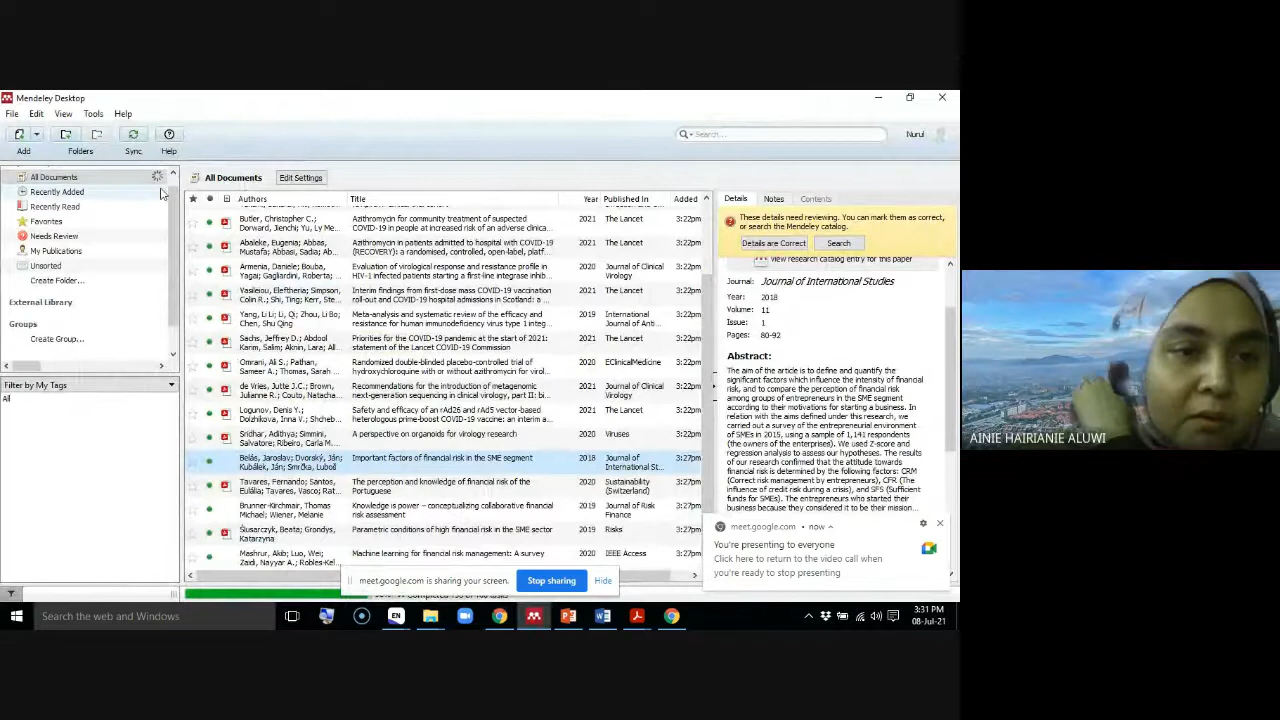 Mendeley Desktop
File Edit View Tools Help
Search...
Nurul
Add Folders Sync Help
All Documents
Recently Added
Recently Read
Favorites
Needs Review
My Publications
Unsorted
Create Folder...
External Library
Groups
Create Group...
Filter by My Tags
All
All Documents Edit Settings
Authors Title Year Published In Added
Butler, Christopher C.; Dorward, Jienchi; Yu, Ly Me...
Azithromycin for community treatment of suspected COVID-19 in people at increased risk of an adverse clini...
2021 The Lancet 3:22pm
Abaleke, Eugenia; Abbas, Mustafa; Abbasi, Sadia; Ab...
Azithromycin in patients admitted to hospital with COVID-19 (RECOVERY): a randomised, controlled, open-label, platf...
2021 The Lancet 3:22pm
Armenia, Daniele; Bouba, Yagai; Gagliardini, Roberta; ...
Evaluation of virological response and resistance profile in HIV-1 infected patients starting a first-line integrase inhib...
2020 Journal of Clinical Virology 3:22pm
Vasileiou, Eleftheria; Simpson, Colin R.; Shi, Ting; Kerr, Ste...
Interim findings from first-dose mass COVID-19 vaccination roll-out and COVID-19 hospital admissions in Scotland: a ...
2021 The Lancet 3:22pm
Yang, Li Li; Li, Qi; Zhou, Li Bo; Chen, Shu Qing
Meta-analysis and systematic review of the efficacy and resistance for human immunodeficiency virus type 1 integ...
2019 International Journal of Anti... 3:22pm
Sachs, Jeffrey D.; Abdool Karim, Salim; Aknin, Lara; All...
Priorities for the COVID-19 pandemic at the start of 2021: statement of the Lancet COVID-19 Commission
2021 The Lancet 3:22pm
Omrani, Ali S.; Pathan, Sameer A.; Thomas, Sarah ...
Randomized double-blinded placebo-controlled trial of hydroxychloroquine with or without azithromycin for virol...
2020 EClinicalMedicine 3:22pm
de Vries, Jutte J.C.; Brown, Julianne R.; Couto, Natacha...
Recommendations for the introduction of metagenomic next-generation sequencing in clinical virology, part II: bi...
2021 Journal of Clinical Virology 3:22pm
Logunov, Denis Y.; Dolzhikova, Inna V.; Shcheb...
Safety and efficacy of an rAd26 and rAd5 vector-based heterologous prime-boost COVID-19 vaccine: an interim a...
2021 The Lancet 3:22pm
Sridhar, Adithya; Simmini, Salvatore; Ribeiro, Carla M....
A perspective on organoids for virology research
2020 Viruses 3:22pm
Belás, Jaroslav; Dvorský, Ján; Kubálek, Ján; Smrčka, Luboš
Important factors of financial risk in the SME segment
2018 Journal of International St... 3:27pm
Tavares, Fernando; Santos, Eulália; Tavares, Vasco; Rat...
The perception and knowledge of financial risk of the Portuguese
2020 Sustainability (Switzerland) 3:27pm
Brunner-Kirchmair, Thomas Michael; Wiener, Melanie
Knowledge is power – conceptualizing collaborative financial risk assessment
2019 Journal of Risk Finance 3:27pm
Ślusarczyk, Beata; Grondys, Katarzyna
Parametric conditions of high financial risk in the SME sector
2019 Risks 3:27pm
Mashrur, Akib; Luo, Wei; Zaidi, Nayyar A.; Robles-Kel...
Machine learning for financial risk management: A survey
2020 IEEE Access 3:27pm
Details Notes Contents
These details need reviewing. You can mark them as correct,
or search the Mendeley catalog.
Details are Correct Search
View research catalog entry for this paper
Journal: Journal of International Studies
Year: 2018
Volume: 11
Issue: 1
Pages: 80-92
Abstract:
The aim of the article is to define and quantify the
significant factors which influence the intensity of financial
risk, and to compare the perception of financial risk
among groups of entrepreneurs in the SME segment
according to their motivations for starting a business. In
relation with the aims defined under this research, we
carried out a survey of the entrepreneurial environment
of SMEs in 2015, using a sample of 1,141 respondents
(the owners of the enterprises). We used Z-score and
regression analysis to assess our hypotheses. The results
of our research confirmed that the attitude towards
financial risk is determined by the following factors: CRM
(Correct risk management by entrepreneurs), CFR (The
influence of credit risk during a crisis), and SFS (Sufficient
funds for SMEs). The entrepreneurs who started their
business because they considered it to be their mission
meet.google.com • now
You're presenting to everyone
Click here to return to the video call when
you're ready to stop presenting
meet.google.com is sharing your screen. Stop sharing Hide
Search the web and Windows
EN
3:31 PM
08-Jul-21
AINIE HAIRIANIE ALUWI